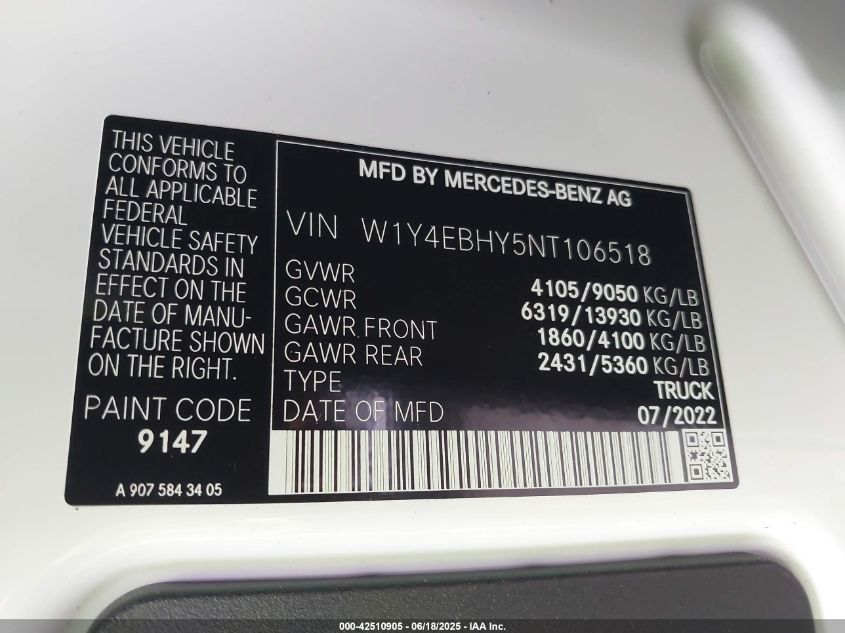 THIS VEHICLE
CONFORMS TO
ALL APPLICABLE
FEDERAL
VEHICLE SAFETY
STANDARDS IN
EFFECT ON THE
DATE OF MANU-
FACTURE SHOWN
ON THE RIGHT.
PAINT CODE
9147
A 907 584 34 05
MFD BY MERCEDES-BENZ AG
VIN W1Y4EBHY5NT106518
GVWR 4105/9050 KG/LB
GCWR 6319/13930 KG/LB
GAWR FRONT 1860/4100 KG/LB
GAWR REAR 2431/5360 KG/LB
TYPE TRUCK
DATE OF MFD 07/2022
000-42510905 - 06/18/2025 - IAA Inc.